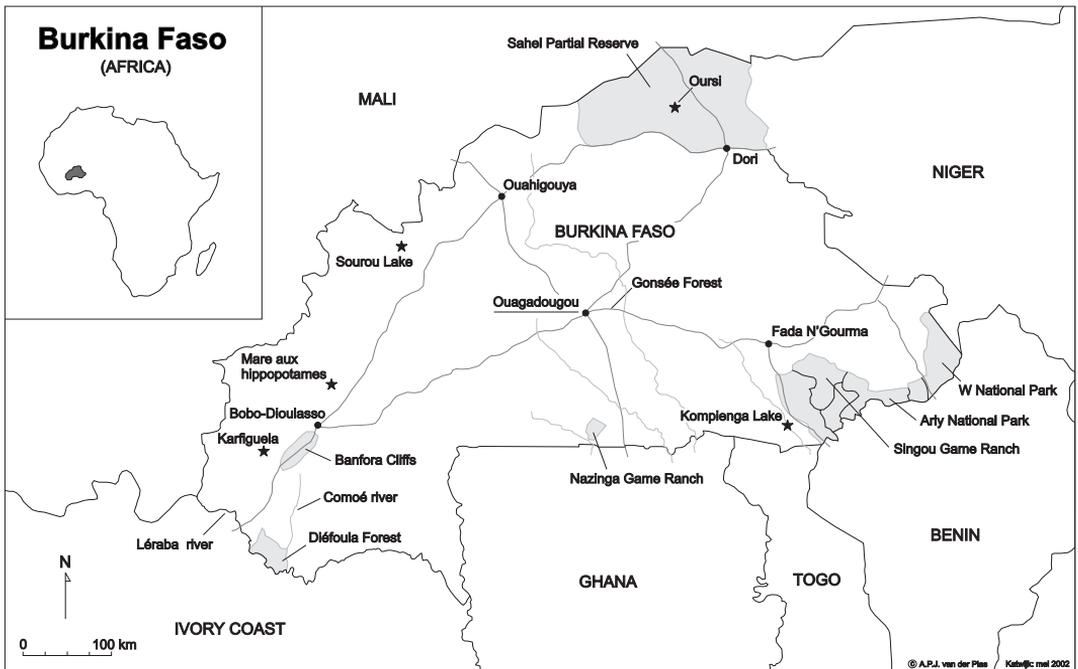 Burkina Faso
(AFRICA)
Sahel Partial Reserve
Oursi
MALI
Dori
NIGER
Ouahigouya
BURKINA FASO
Sourou Lake
Gonsée Forest
Ouagadougou
Fada N'Gourma
Mare aux
hippopotames
W National Park
Bobo-Dioulasso
Kompienga Lake
Arly National Park
Karfiguela
Singou Game Ranch
Banfora Cliffs
Nazinga Game Ranch
Comoé river
Léraba river
Diéfoula Forest
BENIN
N
GHANA
TOGO
IVORY COAST
0 100 km
© A.P.J. van der Plas Katwijk: mei 2002